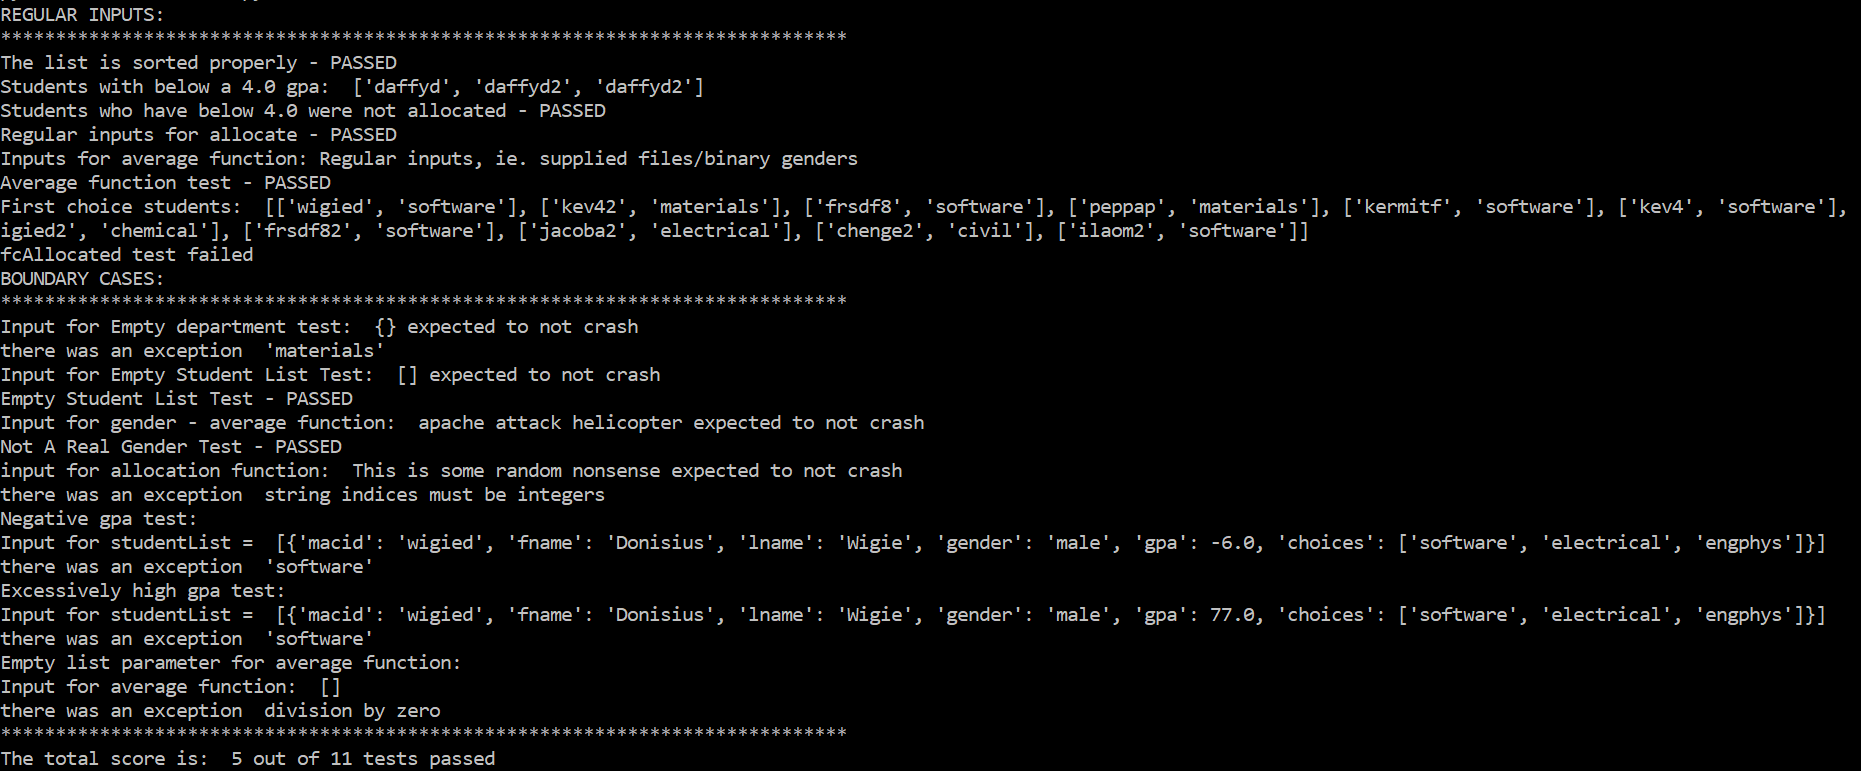 REGULAR INPUTS:
*****************************************************************************
The list is sorted properly - PASSED
Students with below a 4.0 gpa:  ['daffyd', 'daffyd2', 'daffyd2']
Students who have below 4.0 were not allocated - PASSED
Regular inputs for allocate - PASSED
Inputs for average function: Regular inputs, ie. supplied files/binary genders
Average function test - PASSED
First choice students:  [['wigied', 'software'], ['kev42', 'materials'], ['frsdf8', 'software'], ['peppap', 'materials'], ['kermitf', 'software'], ['kev4', 'software'],
igied2', 'chemical'], ['frsdf82', 'software'], ['jacoba2', 'electrical'], ['chenge2', 'civil'], ['ilaom2', 'software']]
fcAllocated test failed
BOUNDARY CASES:
*****************************************************************************
Input for Empty department test:  {} expected to not crash
there was an exception  'materials'
Input for Empty Student List Test:  [] expected to not crash
Empty Student List Test - PASSED
Input for gender - average function:  apache attack helicopter expected to not crash
Not A Real Gender Test - PASSED
input for allocation function:  This is some random nonsense expected to not crash
there was an exception  string indices must be integers
Negative gpa test:
Input for studentList =  [{'macid': 'wigied', 'fname': 'Donisius', 'lname': 'Wigie', 'gender': 'male', 'gpa': -6.0, 'choices': ['software', 'electrical', 'engphys']}]
there was an exception  'software'
Excessively high gpa test:
Input for studentList =  [{'macid': 'wigied', 'fname': 'Donisius', 'lname': 'Wigie', 'gender': 'male', 'gpa': 77.0, 'choices': ['software', 'electrical', 'engphys']}]
there was an exception  'software'
Empty list parameter for average function:
Input for average function:  []
there was an exception  division by zero
*****************************************************************************
The total score is:  5 out of 11 tests passed